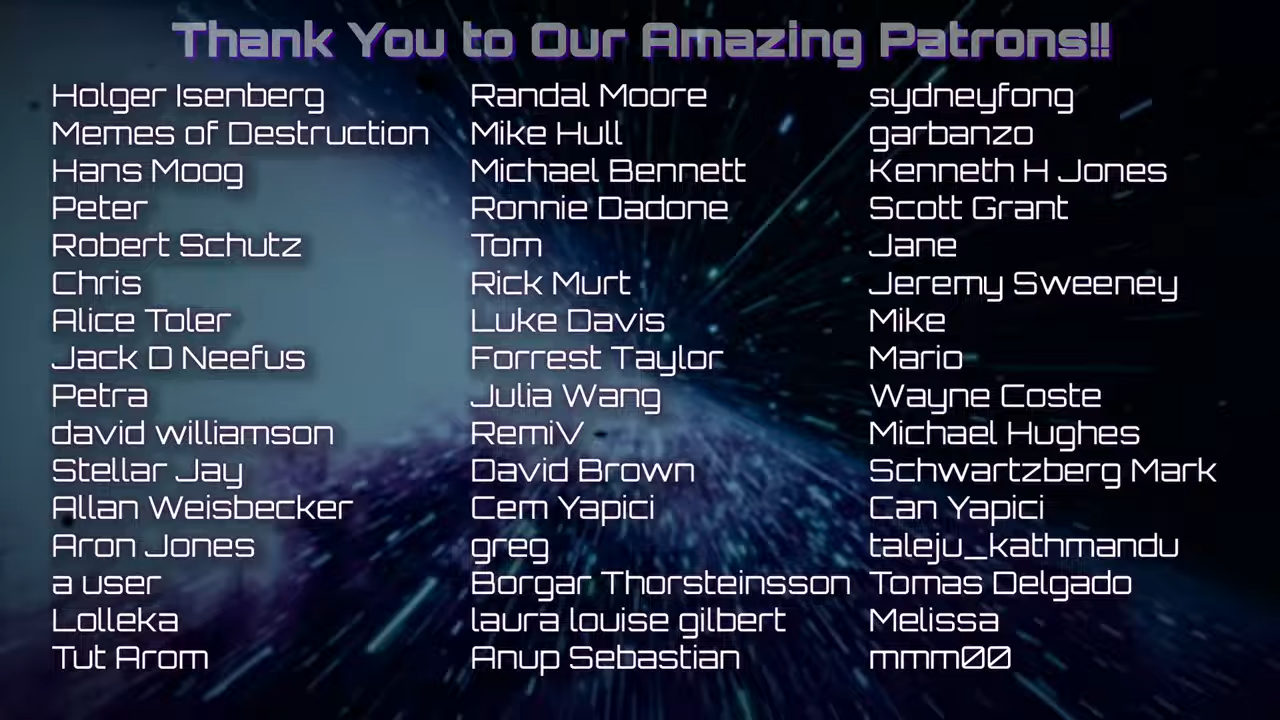 Thank You to Our Amazing Patrons!!
Holger Isenberg
Memes of Destruction
Hans Moog
Peter
Robert Schutz
Chris
Alice Toler
Jack D Neefus
Petra
david williamson
Stellar Jay
Allan Weisbecker
Aron Jones
a user
Lolleka
Tut Arom
Randal Moore
Mike Hull
Michael Bennett
Ronnie Dadone
Tom
Rick Murt
Luke Davis
Forrest Taylor
Julia Wang
RemiV
David Brown
Cem Yapici
greg
Borgar Thorsteinsson
laura louise gilbert
Anup Sebastian
sydneyfong
garbanzo
Kenneth H Jones
Scott Grant
Jane
Jeremy Sweeney
Mike
Mario
Wayne Coste
Michael Hughes
Schwartzberg Mark
Can Yapici
taleju_kathmandu
Tomas Delgado
Melissa
mmm00